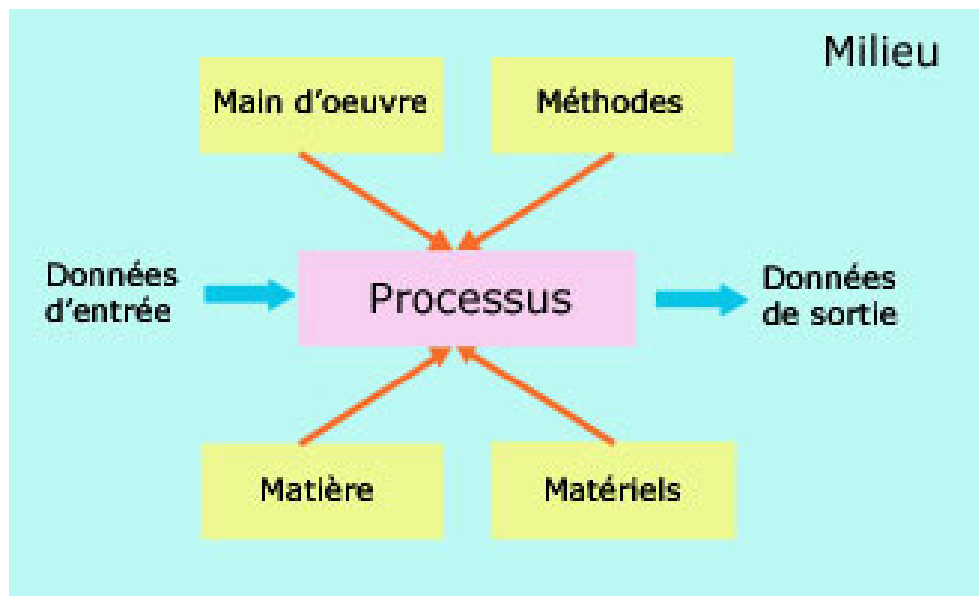 Milieu
Main d'oeuvre
Méthodes
Données
d'entrée
Processus
Données
de sortie
Matière
Matériels